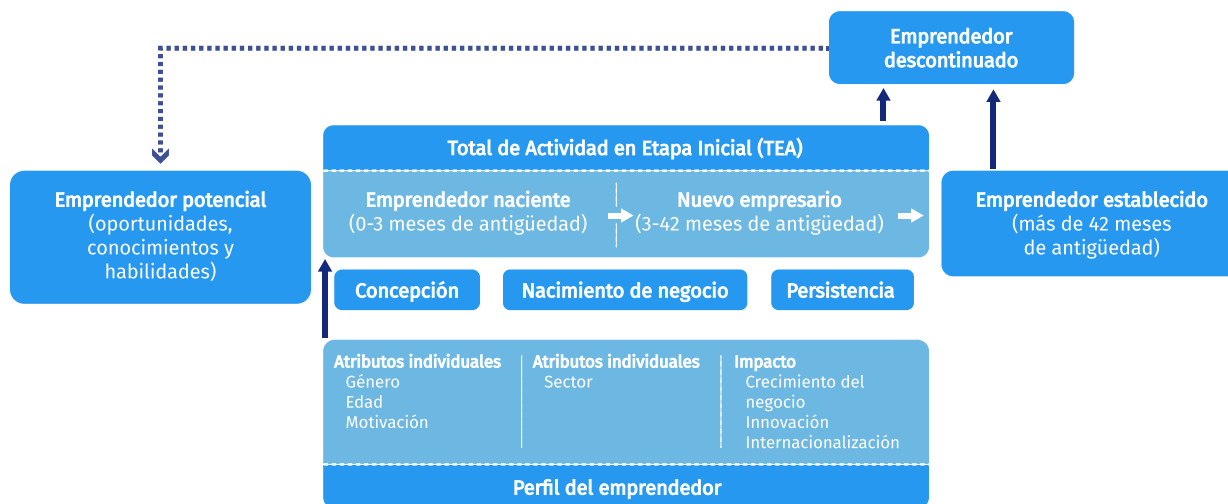 Emprendedor
descontinuado
Total de Actividad en Etapa Inicial (TEA)
Emprendedor potencial
(oportunidades,
conocimientos y
habilidades)
Emprendedor naciente
(0-3 meses de antigüedad)
Nuevo empresario
(3-42 meses de antigüedad)
Emprendedor establecido
(más de 42 meses
de antigüedad)
Concepción
Nacimiento de negocio
Persistencia
Atributos individuales
Género
Edad
Motivación
Atributos individuales
Sector
Impacto
Crecimiento del
negocio
Innovación
Internacionalización
Perfil del emprendedor